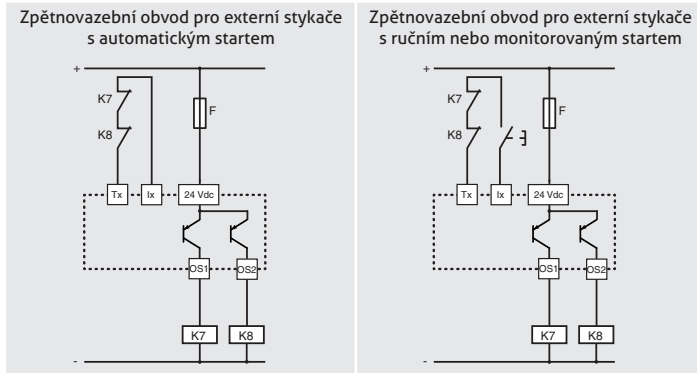 Zpětnovazební obvod pro externí stykače
s automatickým startem
+
K7
K8
F
Tx
Ix
24 Vdc
OS1
OS2
K7
K8
-
Zpětnovazební obvod pro externí stykače
s ručním nebo monitorovaným startem
+
K7
K8
F
Tx
Ix
24 Vdc
OS1
OS2
K7
K8
-